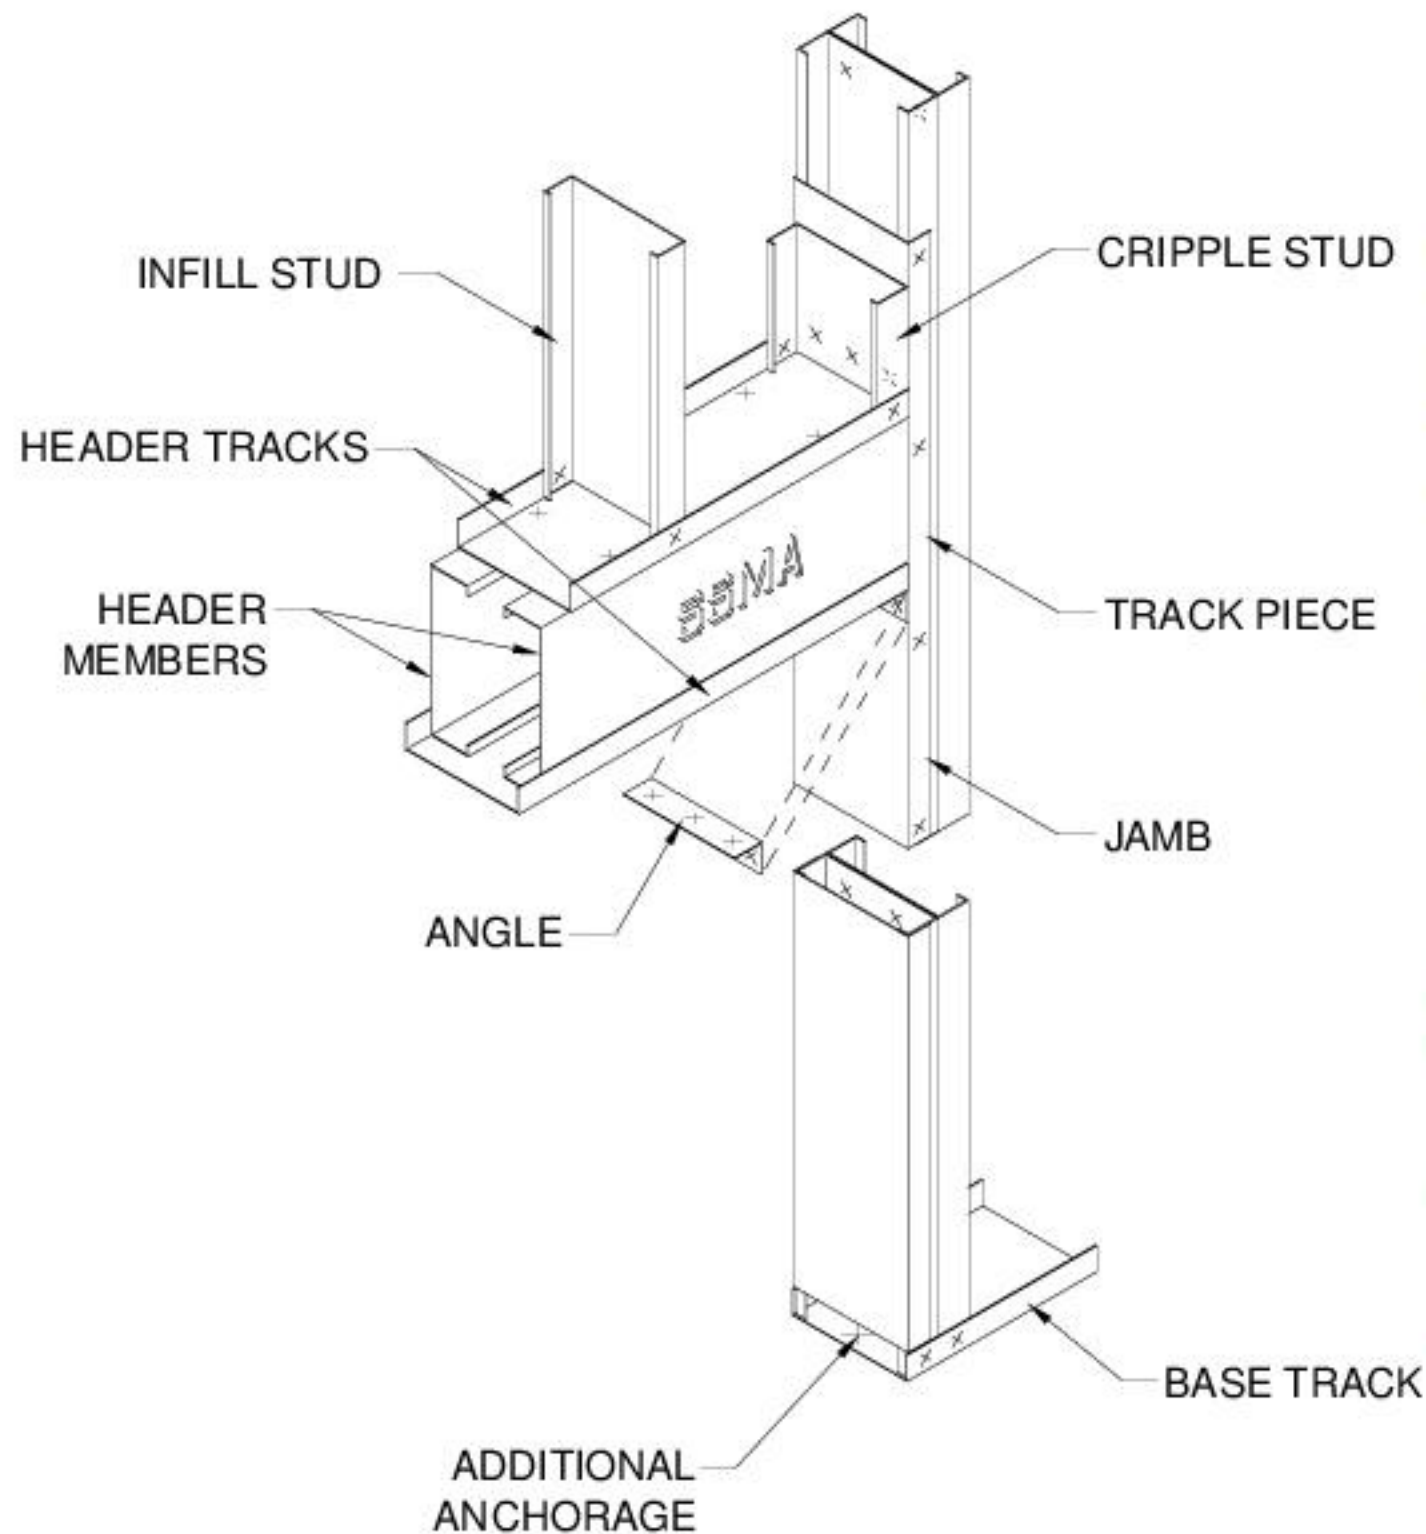 INFILL STUD
CRIPPLE STUD
HEADER TRACKS
SSMA
HEADER
MEMBERS
TRACK PIECE
JAMB
ANGLE
BASE TRACK
ADDITIONAL
ANCHORAGE